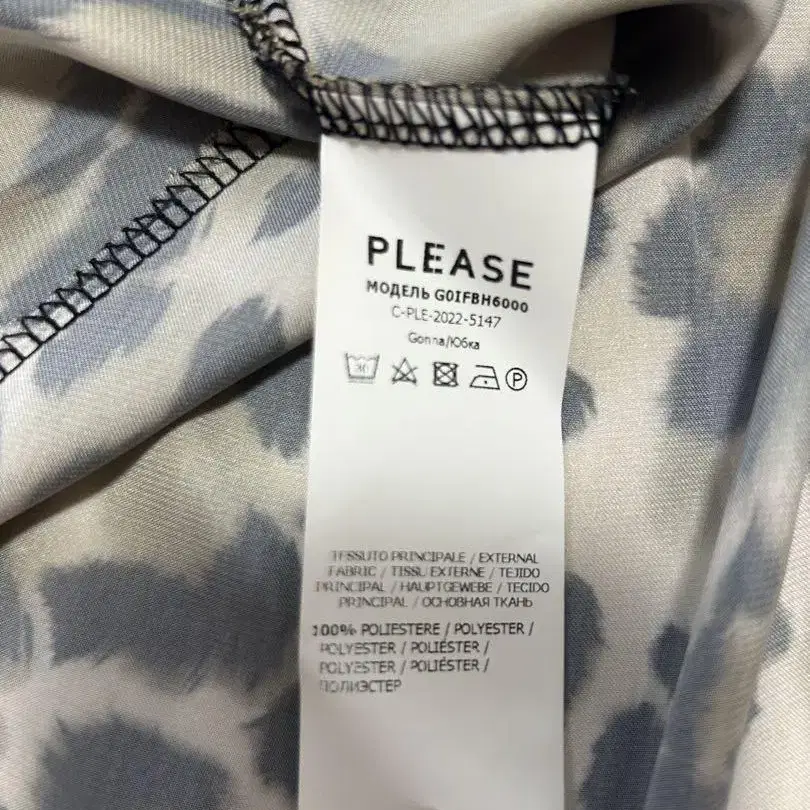 PLEASE
МОДЕЛЬ G0IFBH6000
C-PLE-2022-5147
Gonna/Юбка
30
P
TESSUTO PRINCIPALE / EXTERNAL
FABRIC / TISSU EXTERNE / TEJIDO
PRINCIPAL / HAUPTGEWEBE / TECIDO
PRINCIPAL / ОСНОВНАЯ ТКАНЬ
100% POLIESTERE / POLYESTER /
POLYESTER / POLIÉSTER /
POLYESTER / POLIÉSTER /
ПОЛИЭСТЕР